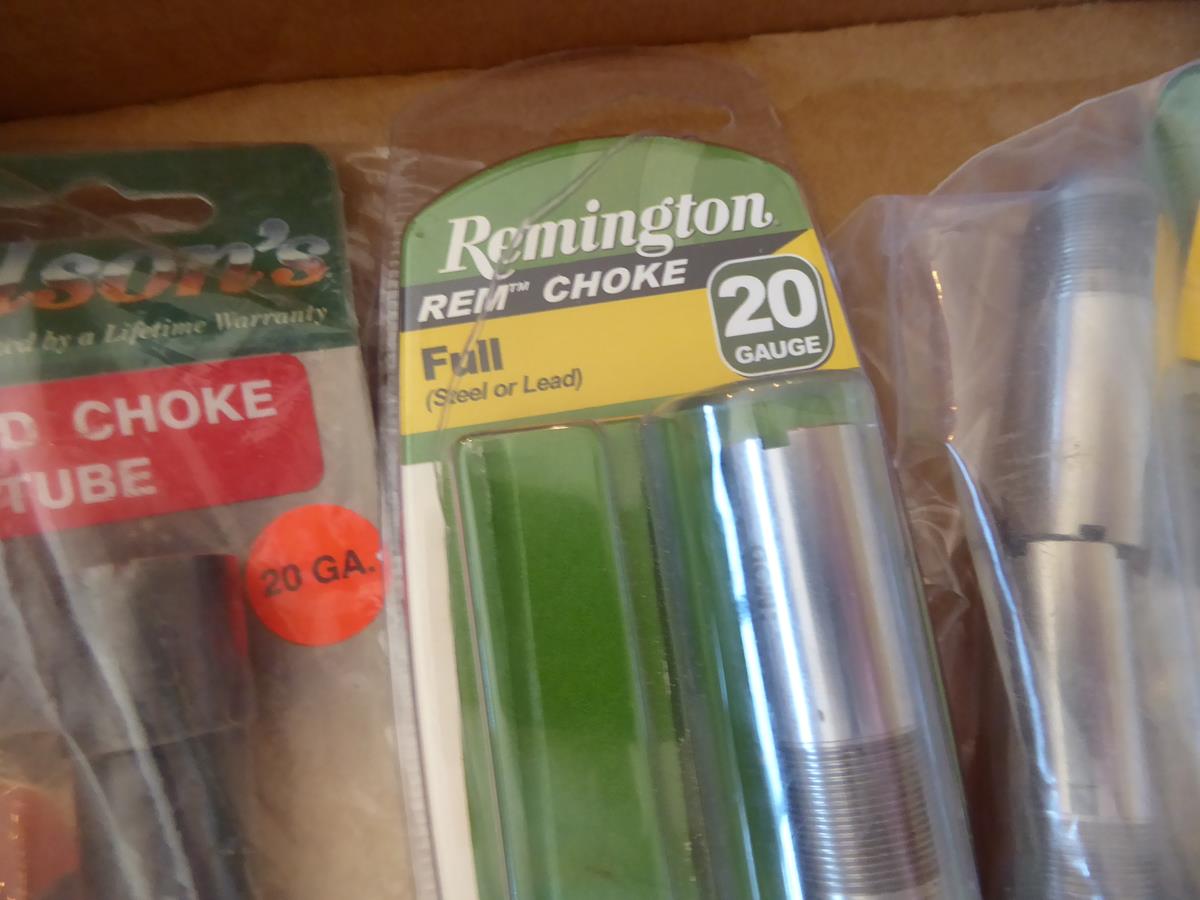 lson's
ed by a Lifetime Warranty
D CHOKE
TUBE
20 GA.
Remington
REM™ CHOKE
20
GAUGE
Full
(Steel or Lead)